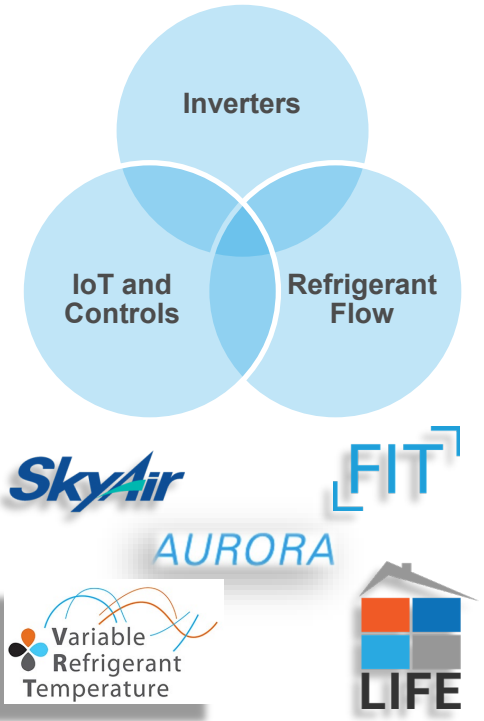 Inverters
IoT and
Controls
Refrigerant
Flow
SkyAir
FIT
AURORA
Variable
Refrigerant
Temperature
LIFE